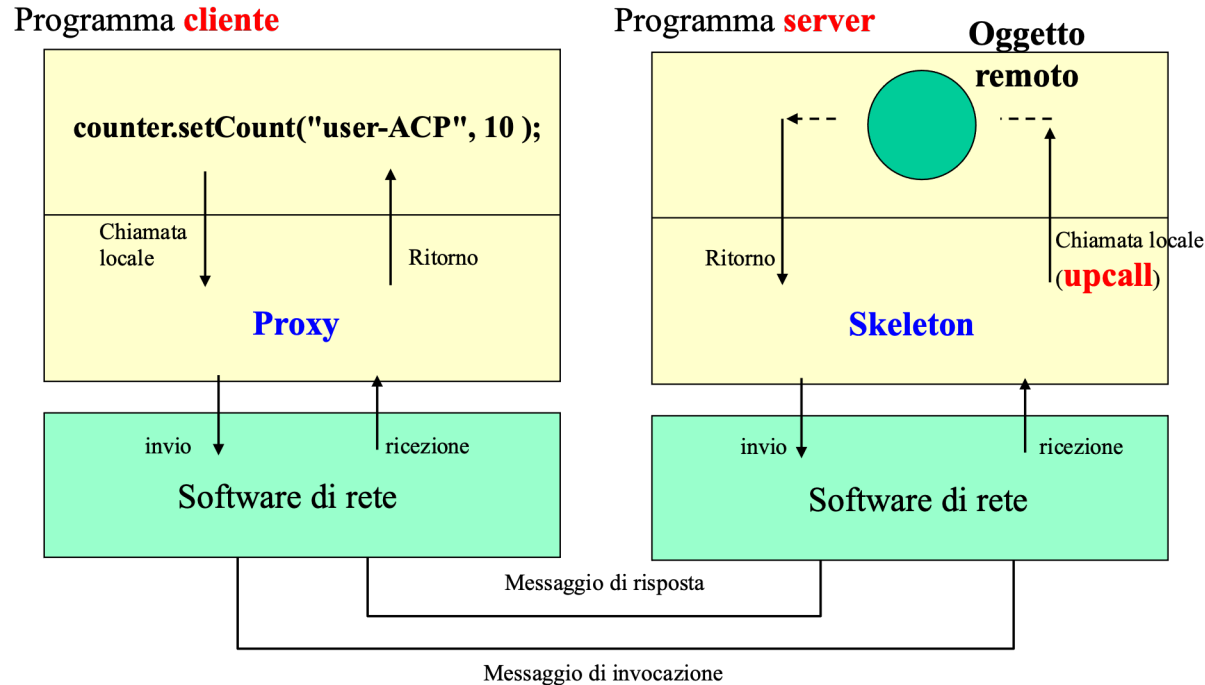 Programma cliente
Programma server
Oggetto
remoto
counter.setCount("user-ACP", 10 );
Chiamata
locale
Ritorno
Proxy
Ritorno
Chiamata locale
(upcall)
Skeleton
invio
ricezione
Software di rete
invio
ricezione
Software di rete
Messaggio di risposta
Messaggio di invocazione